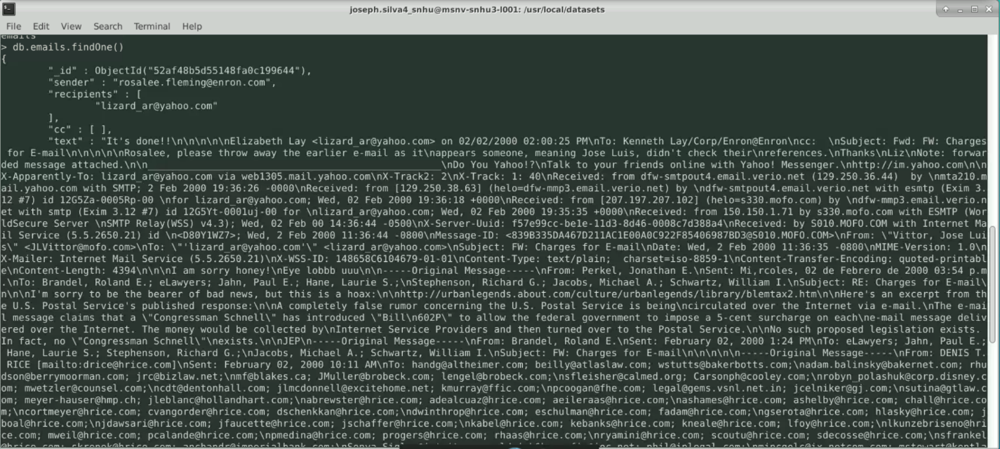 joseph.silva4_snhu@msnv-snhu3-l001: /usr/local/datasets
File Edit View Search Terminal Help
emails
> db.emails.findOne()
{
"_id" : ObjectId("52af48b5d55148fa0c199644"),
"sender" : "rosalee.fleming@enron.com",
"recipients" : [
"lizard_ar@yahoo.com"
],
"cc" : [ ],
"text" : "It's done!!\n\n\n\n\n\nElizabeth Lay <lizard_ar@yahoo.com> on 02/02/2000 02:00:25 PM\nTo: Kenneth Lay/Corp/Enron@Enron\ncc:  \nSubject: Fwd: FW: Charges
for E-mail\n\n\n\n\nRosalee, please throw away the earlier e-mail as it\nappears someone, meaning Jose Luis, didn't check their\nreferences.\nThanks\nLiz\nNote: forwar
ded message attached.\n\n__________________________________________________\nDo You Yahoo!?\nTalk to your friends online with Yahoo! Messenger.\nhttp://im.yahoo.com\n\n
X-Apparently-To: lizard_ar@yahoo.com via web1305.mail.yahoo.com\nX-Track2: 2\nX-Track: 1: 40\nReceived: from dfw-smtpout4.email.verio.net (129.250.36.44)  by \nmta210.m
ail.yahoo.com with SMTP; 2 Feb 2000 19:36:26 -0000\nReceived: from [129.250.38.63] (helo=dfw-mmp3.email.verio.net) by \ndfw-smtpout4.email.verio.net with esmtp (Exim 3.
12 #7) id 12G5Za-0005Rp-00 \nfor lizard_ar@yahoo.com; Wed, 02 Feb 2000 19:36:18 +0000\nReceived: from [207.197.207.102] (helo=s330.mofo.com) by \ndfw-mmp3.email.verio.n
et with smtp (Exim 3.12 #7) id 12G5Yt-0001uj-00 for \nlizard_ar@yahoo.com; Wed, 02 Feb 2000 19:35:35 +0000\nReceived: from 150.150.1.71 by s330.mofo.com with ESMTP (Wor
ldSecure Server \nSMTP Relay(WSS) v4.3); Wed, 02 Feb 00 14:36:44 -0500\nX-Server-Uuid: f57e99cc-be1e-11d3-8d46-0008c7d388a4\nReceived: by S010.MOFO.COM with Internet Ma
il Service (5.5.2650.21) id \n<D80Y1WZ7>; Wed, 2 Feb 2000 11:36:44 -0800\nMessage-ID: <839B335DA467D211AC1E00A0C922F85406987BD3@S010.MOFO.COM>\nFrom: \"Vittor, Jose Lui
s\" <JLVittor@mofo.com>\nTo: \"'lizard_ar@yahoo.com'\" <lizard_ar@yahoo.com>\nSubject: FW: Charges for E-mail\nDate: Wed, 2 Feb 2000 11:36:35 -0800\nMIME-Version: 1.0\n
X-Mailer: Internet Mail Service (5.5.2650.21)\nX-WSS-ID: 148658C6104679-01-01\nContent-Type: text/plain;  charset=iso-8859-1\nContent-Transfer-Encoding: quoted-printabl
e\nContent-Length: 4394\n\n\nI am sorry honey!\nEye lobbb uuu\n\n-----Original Message-----\nFrom: Perkel, Jonathan E.\nSent: Mi,rcoles, 02 de Febrero de 2000 03:54 p.m
.\nTo: Brandel, Roland E.; eLawyers; Jahn, Paul E.; Hane, Laurie S.;\nStephenson, Richard G.; Jacobs, Michael A.; Schwartz, William I.\nSubject: RE: Charges for E-mail\
n\n\nI'm sorry to be the bearer of bad news, but this is a hoax:\n\nhttp://urbanlegends.about.com/culture/urbanlegends/library/blemtax2.htm\n\nHere's an excerpt from th
e U.S. Postal Service's published response:\n\nA completely false rumor concerning the U.S. Postal Service is being\ncirculated over the Internet via e-mail.\nThe e-mai
l message claims that a \"Congressman Schnell\" has introduced \"Bill\n602P\" to allow the federal government to impose a 5-cent surcharge on each\ne-mail message deliv
ered over the Internet. The money would be collected by\nInternet Service Providers and then turned over to the Postal Service.\n\nNo such proposed legislation exists.
In fact, no \"Congressman Schnell\"\nexists.\n\nJEP\n-----Original Message-----\nFrom: Brandel, Roland E.\nSent: February 02, 2000 1:24 PM\nTo: eLawyers; Jahn, Paul E.;
Hane, Laurie S.; Stephenson, Richard G.;\nJacobs, Michael A.; Schwartz, William I.\nSubject: FW: Charges for E-mail\n\n\n\n\n-----Original Message-----\nFrom: DENIS T.
RICE [mailto:drice@hrice.com]\nSent: February 02, 2000 10:11 AM\nTo: handg@altheimer.com; beilly@atlaslaw.com; wstutts@bakerbotts.com;\nadam.balinsky@bakernet.com; rhu
dson@berrymoorman.com; jrc@bizlaw.net;\nmf@blakes.ca; JMuller@brobeck.com; lengel@brobeck.com;\nsfleisher@calmed.org; Carsonph@cooley.com;\nrobyn_polashuk@corp.disney.c
om; mwetzler@counsel.com;\ncdt@dentonhall.com; jlmcdonnell@excitehome.net; kmurray@ffic.com;\npcoogan@fhe.com; legal@gems.vsnl.net.in; jcelniker@gj.com;\nsutina@gtlaw.c
om; meyer-hauser@hmp.ch; jleblanc@hollandhart.com;\nabrewster@hrice.com; adealcuaz@hrice.com; aeileraas@hrice.com;\nashames@hrice.com; ashelby@hrice.com; chall@hrice.co
m;\ncortmeyer@hrice.com; cvangorder@hrice.com; dschenkkan@hrice.com;\ndwinthrop@hrice.com; eschulman@hrice.com; fadam@hrice.com;\ngserota@hrice.com; hlasky@hrice.com; j
boal@hrice.com;\njdawsari@hrice.com; jfaucette@hrice.com; jschaffer@hrice.com;\nkabel@hrice.com; kebanks@hrice.com; kneale@hrice.com; lfoy@hrice.com;\nlkunzebriseno@hri
ce.com; mweil@hrice.com; pcalande@hrice.com;\npmedina@hrice.com; progers@hrice.com; rhaas@hrice.com;\nryamini@hrice.com; scoutu@hrice.com; sdecosse@hrice.com;\nsfrankel